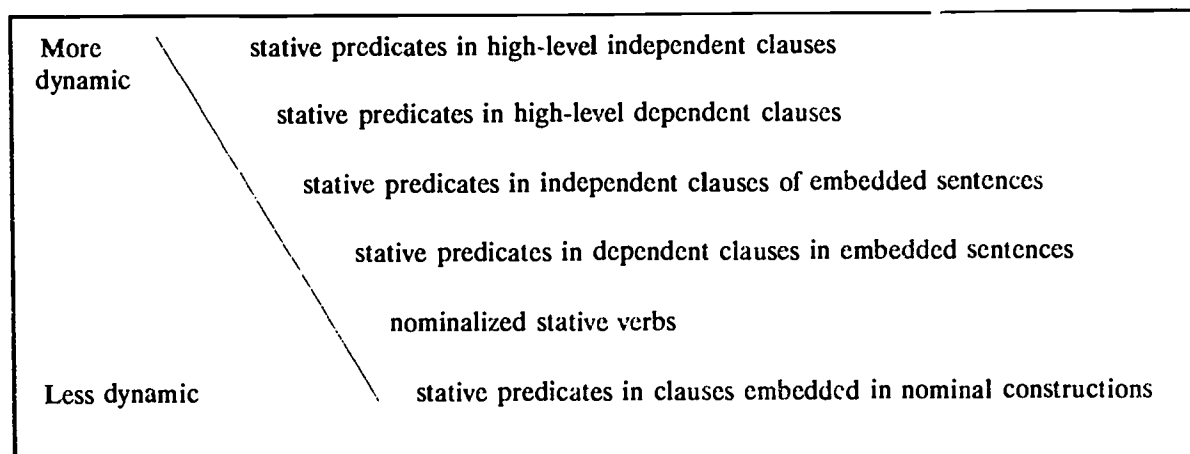 More
dynamic
stative predicates in high-level independent clauses
stative predicates in high-level dependent clauses
stative predicates in independent clauses of embedded sentences
stative predicates in dependent clauses in embedded sentences
nominalized stative verbs
Less dynamic
stative predicates in clauses embedded in nominal constructions